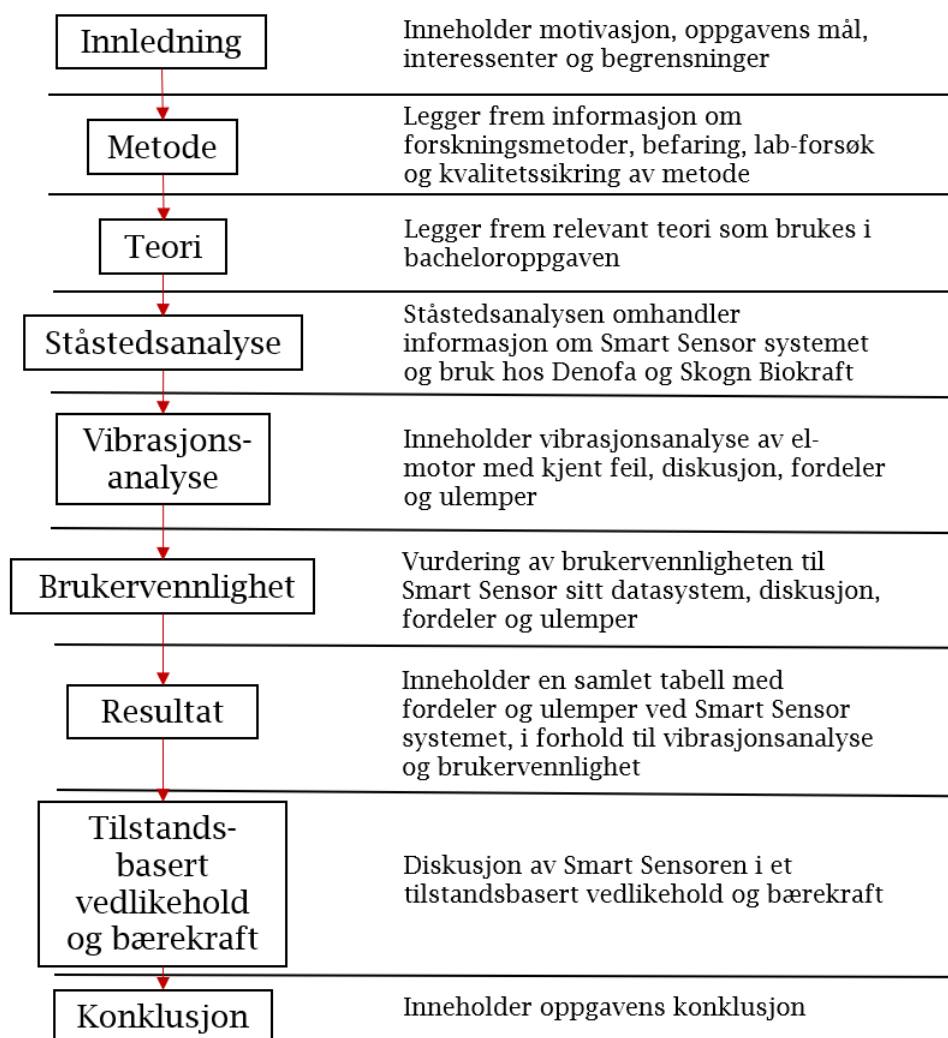 Innledning
Inneholder motivasjon, oppgavens mål,
interessenter og begrensninger
Metode
Legger frem informasjon om
forskningsmetoder, befaring, lab-forsøk
og kvalitetssikring av metode
Teori
Legger frem relevant teori som brukes i
bacheloroppgaven
Ståstedsanalyse
Ståstedsanalysen omhandler
informasjon om Smart Sensor systemet
og bruk hos Denofa og Skogn Biokraft
Vibrasjons-
analyse
Inneholder vibrasjonsanalyse av el-
motor med kjent feil, diskusjon, fordeler
og ulemper
Brukervennlighet
Vurdering av brukervennligheten til
Smart Sensor sitt datasystem, diskusjon,
fordeler og ulemper
Resultat
Inneholder en samlet tabell med
fordeler og ulemper ved Smart Sensor
systemet, i forhold til vibrasjonsanalyse
og brukervennlighet
Tilstands-
basert
vedlikehold
og bærekraft
Diskusjon av Smart Sensoren i et
tilstandsbasert vedlikehold og bærekraft
Konklusjon
Inneholder oppgavens konklusjon